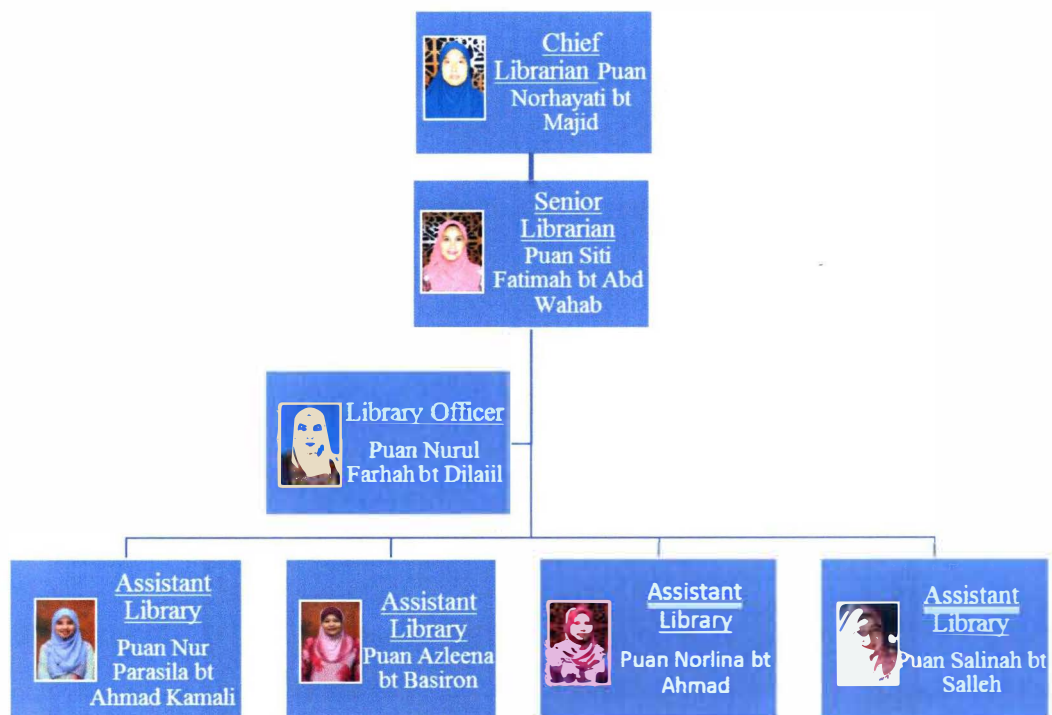 Chief
Librarian Puan
Norhayati bt
Majid
Senior
Librarian
Puan Siti
Fatimah bt Abd
Wahab
Library Officer
Puan Nurul
Farhah bt Dilaiil
Assistant
Library
Puan Nur
Parasila bt
Ahmad Kamali
Assistant
Library
Puan Azleena
bt Basiron
Assistant
Library
Puan Norlina bt
Ahmad
Assistant
Library
Puan Salinah bt
Salleh